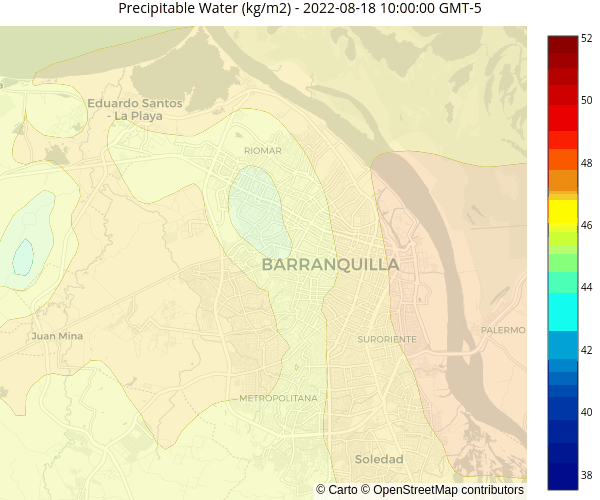 Precipitable Water (kg/m2) - 2022-08-18 10:00:00 GMT-5
Eduardo Santos
- La Playa
RIOMAR
BARRANQUILLA
Juan Mina
SURORIENTE
PALERMO
METROPOLITANA
Soledad
© Carto © OpenStreetMap contributors
52
50
48
46
44
42
40
38